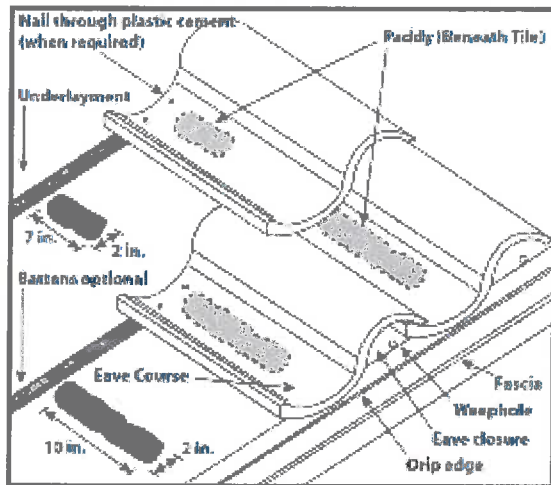 Nail through plastic cement
(when required)
Paddy (Beneath Tile)
Underlayment
7 in.
2 in.
Battens optional
Eave Course
10 in.
2 in.
Fascia
Weephole
Eave closure
Drip edge